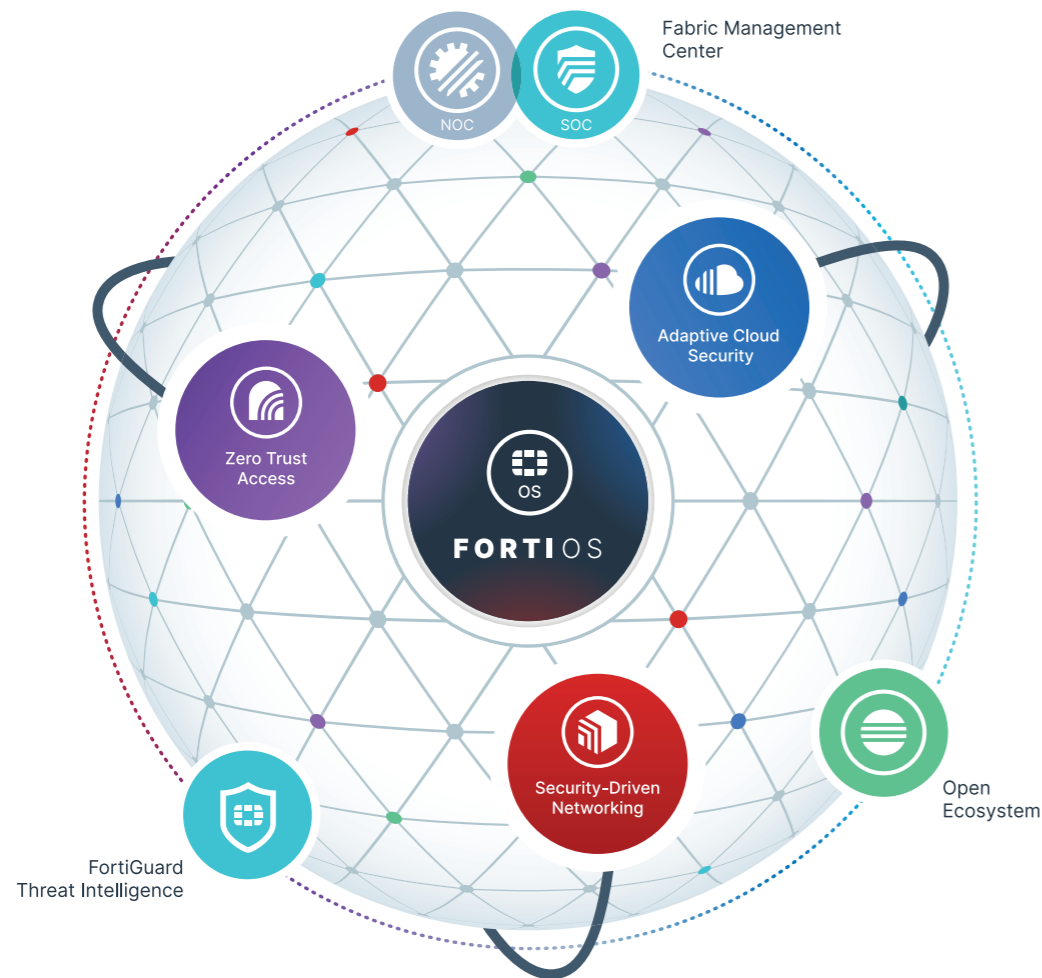 Fabric Management
Center
NOC
SOC
Adaptive Cloud
Security
Zero Trust
Access
OS
FORTIOS
Security-Driven
Networking
Open
Ecosystem
FortiGuard
Threat Intelligence